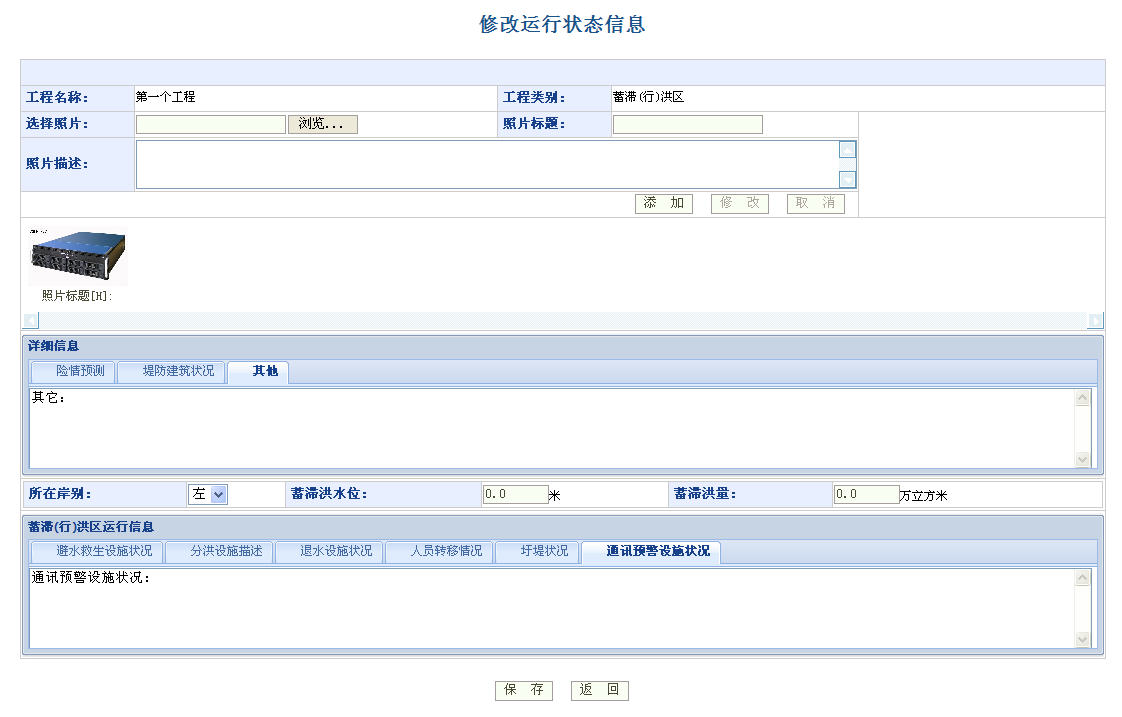 修改运行状态信息
工程名称： 第一个工程 工程类别： 蓄滞(行)洪区
选择照片： 浏览... 照片标题：
照片描述：
添 加 修 改 取 消
照片标题[H]:
详细信息
险情预测 堤防建筑状况 其他
其它：
所在岸别： 左 蓄滞洪水位： 0.0 米 蓄滞洪量： 0.0 万立方米
蓄滞(行)洪区运行信息
避水救生设施状况 分洪设施描述 退水设施状况 人员转移情况 圩堤状况 通讯预警设施状况
通讯预警设施状况：
保 存 返 回